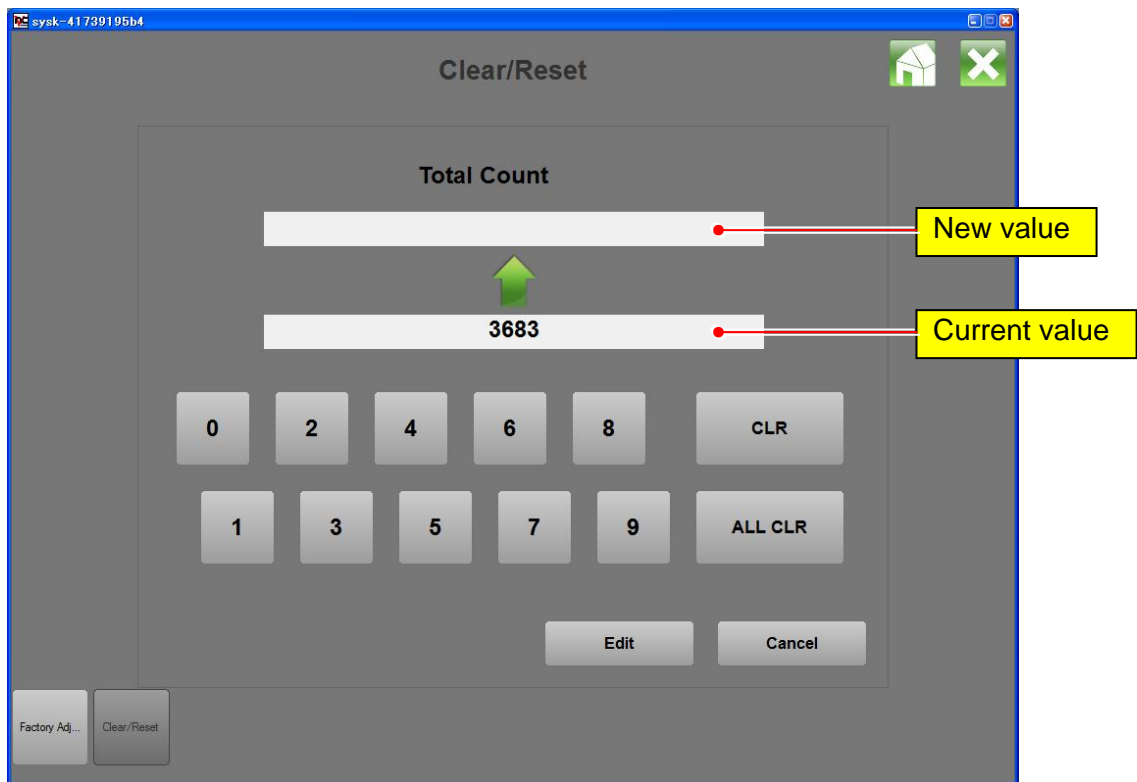 sysk-41739195b4
Clear/Reset
Total Count
New value
3683
Current value
0 2 4 6 8 CLR
1 3 5 7 9 ALL CLR
Edit Cancel
Factory Adj... Clear/Reset